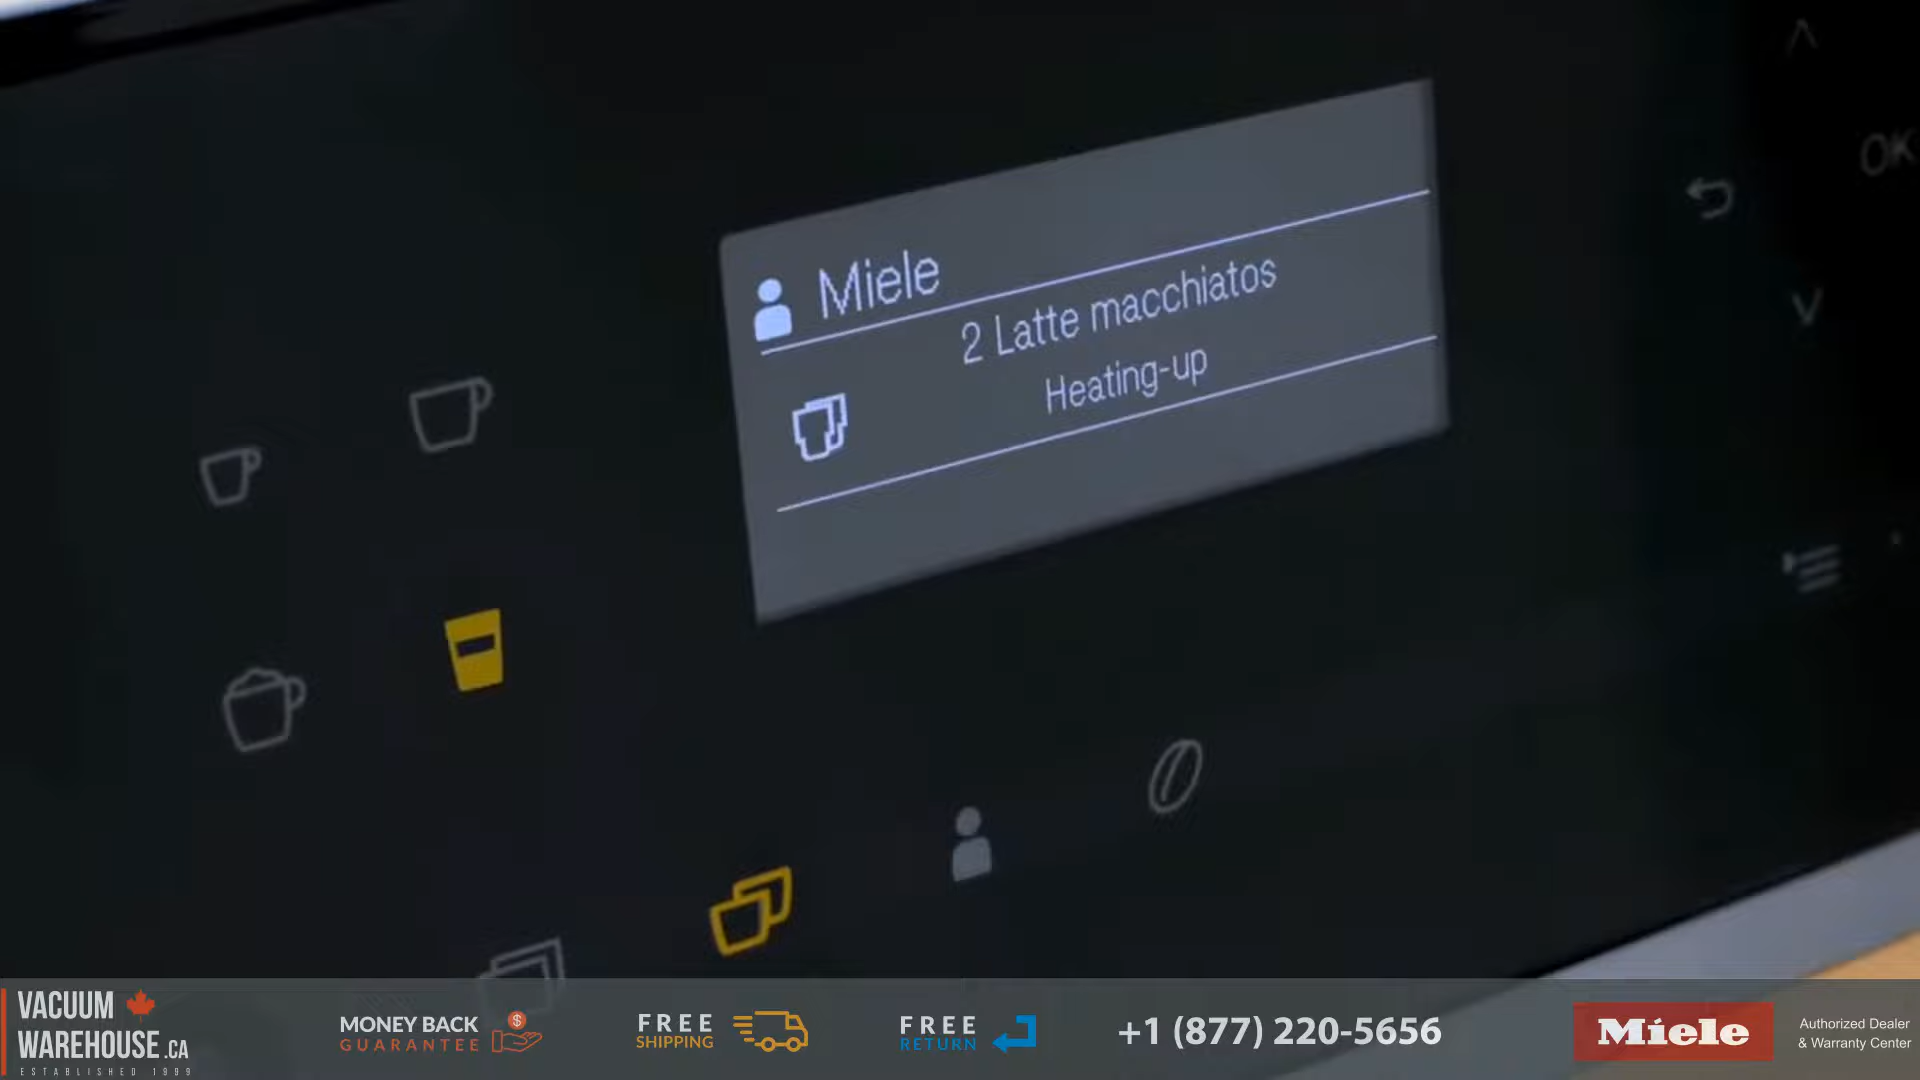 Miele
2 Latte macchiatos
Heating-up
OK
VACUUM
WAREHOUSE.CA
ESTABLISHED 1999
MONEY BACK
GUARANTEE
$
FREE
SHIPPING
FREE
RETURN
+1 (877) 220-5656
Miele
Authorized Dealer
& Warranty Center